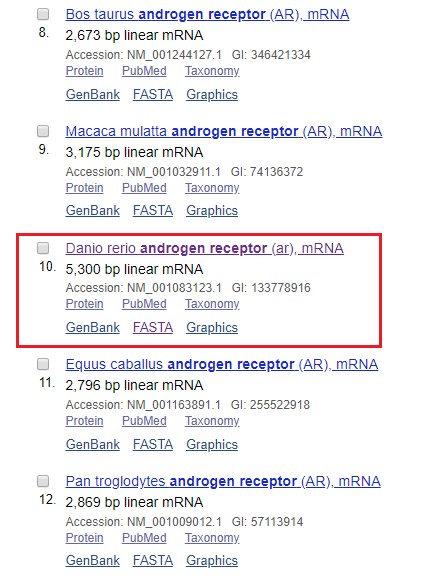 Bos taurus androgen receptor (AR), mRNA
8. 2,673 bp linear mRNA
Accession: NM_001244127.1 GI: 346421334
Protein PubMed Taxonomy
GenBank FASTA Graphics
Macaca mulatta androgen receptor (AR), mRNA
9. 3,175 bp linear mRNA
Accession: NM_001032911.1 GI: 74136372
Protein PubMed Taxonomy
GenBank FASTA Graphics
Danio rerio androgen receptor (ar), mRNA
10. 5,300 bp linear mRNA
Accession: NM_001083123.1 GI: 133778916
Protein PubMed Taxonomy
GenBank FASTA Graphics
Equus caballus androgen receptor (AR), mRNA
11. 2,796 bp linear mRNA
Accession: NM_001163891.1 GI: 255522918
Protein PubMed Taxonomy
GenBank FASTA Graphics
Pan troglodytes androgen receptor (AR), mRNA
12. 2,869 bp linear mRNA
Accession: NM_001009012.1 GI: 57113914
Protein PubMed Taxonomy
GenBank FASTA Graphics